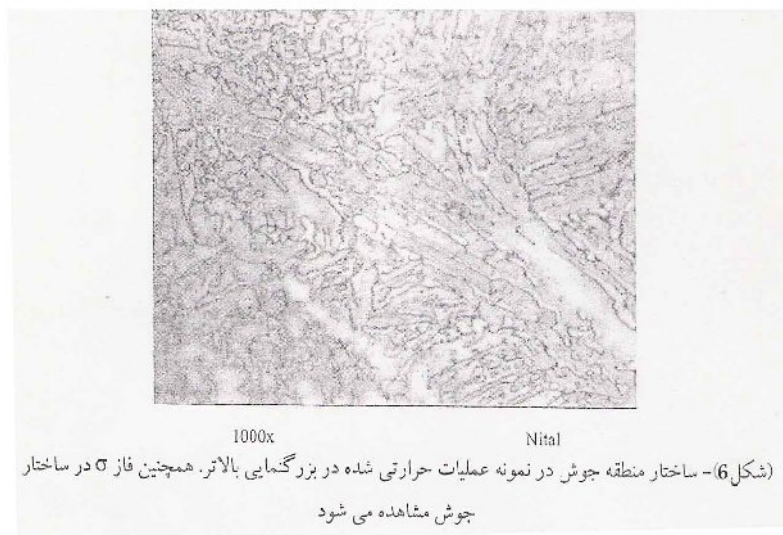 1000x Nital
(شکل6)- ساختار منطقه جوش در نمونه عملیات حرارتی شده در بزرگنمایی بالاتر. همچنین فاز σ در ساختار
جوش مشاهده می شود